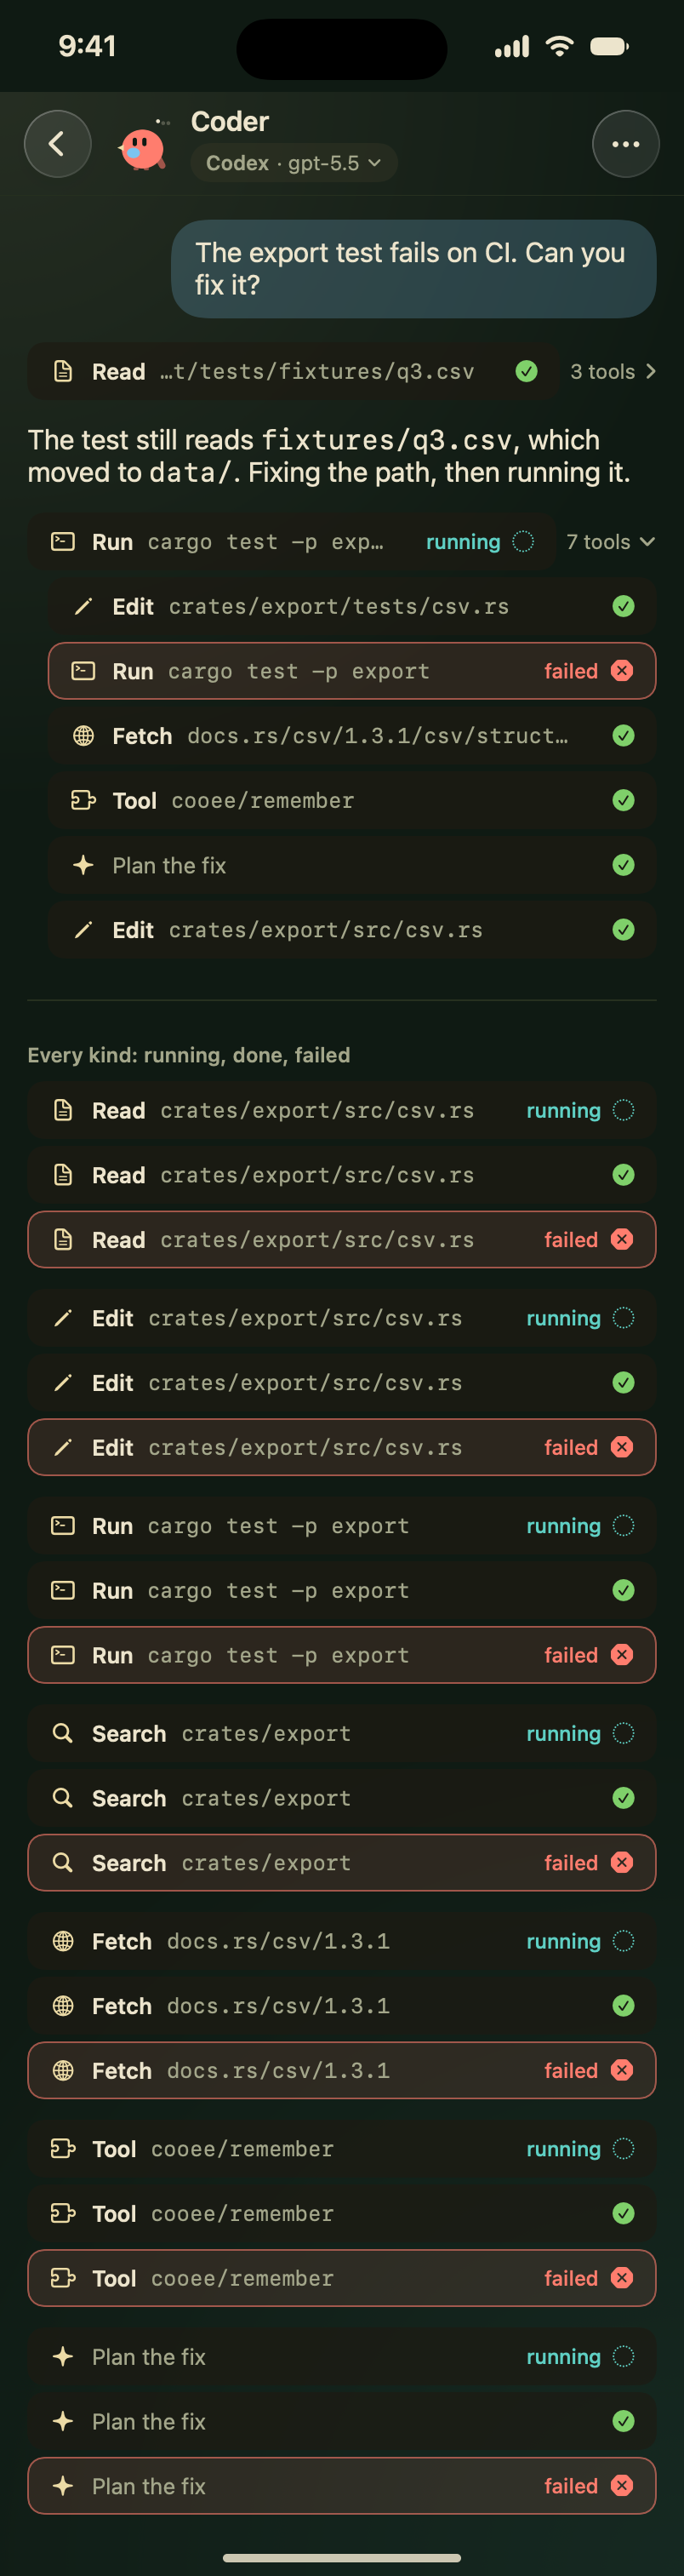 9:41
Coder
Codex · gpt-5.5
The export test fails on CI. Can you
fix it?
Read …t/tests/fixtures/q3.csv 3 tools
The test still reads fixtures/q3.csv, which
moved to data/. Fixing the path, then running it.
Run cargo test -p exp… running 7 tools
Edit crates/export/tests/csv.rs
Run cargo test -p export failed
Fetch docs.rs/csv/1.3.1/csv/struct…
Tool cooee/remember
Plan the fix
Edit crates/export/src/csv.rs
Every kind: running, done, failed
Read crates/export/src/csv.rs running
Read crates/export/src/csv.rs
Read crates/export/src/csv.rs failed
Edit crates/export/src/csv.rs running
Edit crates/export/src/csv.rs
Edit crates/export/src/csv.rs failed
Run cargo test -p export running
Run cargo test -p export
Run cargo test -p export failed
Search crates/export running
Search crates/export
Search crates/export failed
Fetch docs.rs/csv/1.3.1 running
Fetch docs.rs/csv/1.3.1
Fetch docs.rs/csv/1.3.1 failed
Tool cooee/remember running
Tool cooee/remember
Tool cooee/remember failed
Plan the fix running
Plan the fix
Plan the fix failed